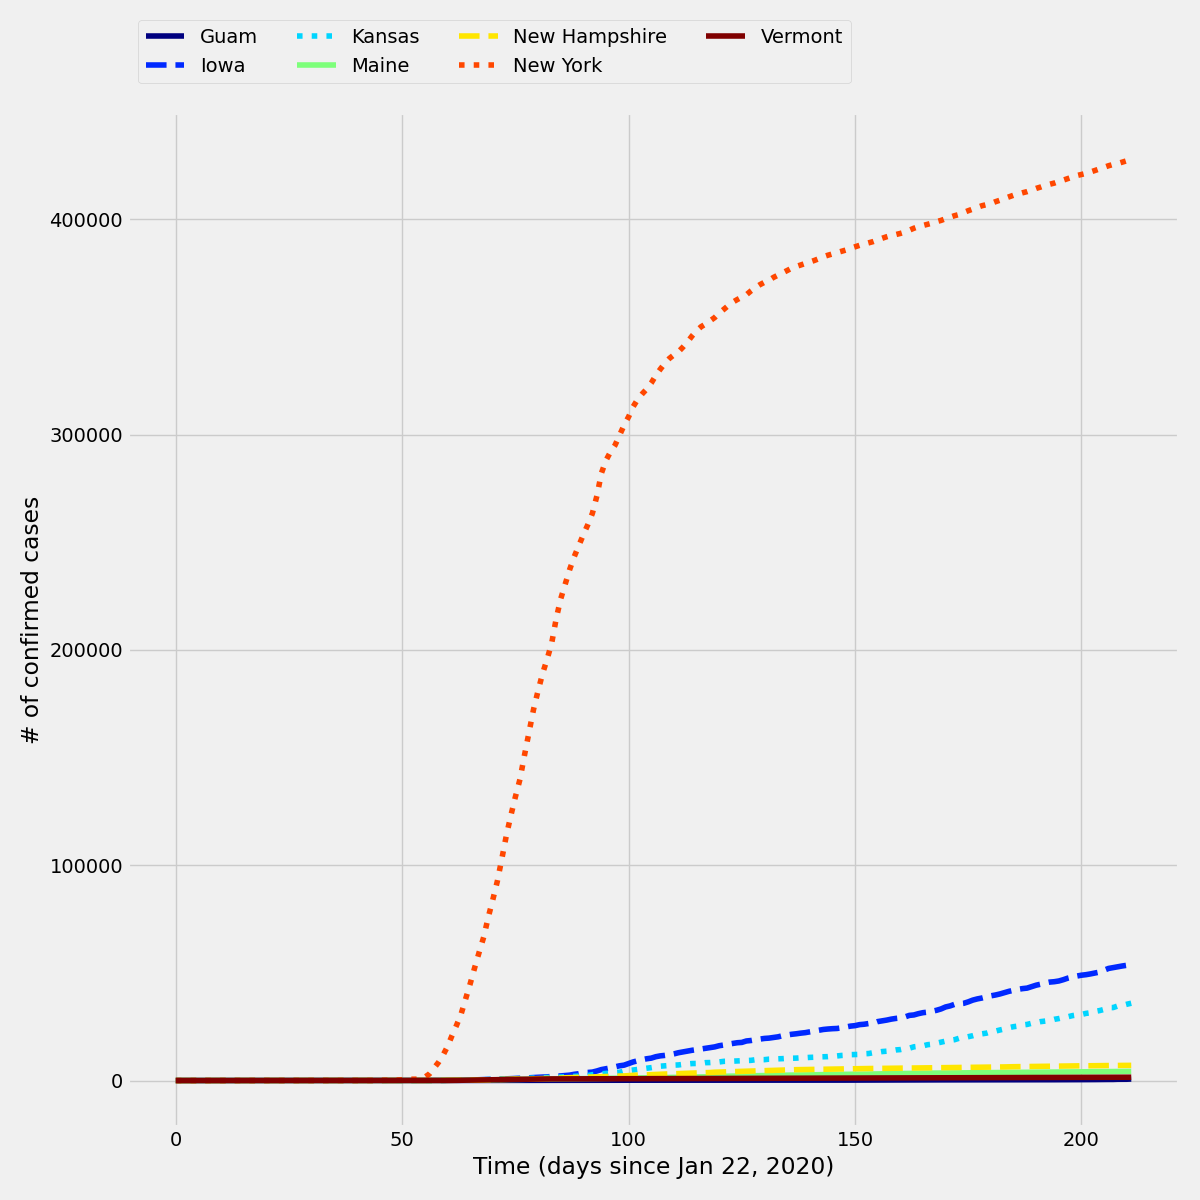 Guam Kansas New Hampshire Vermont
Iowa Maine New York
400000
300000
200000
100000
0
# of confirmed cases
0 50 100 150 200
Time (days since Jan 22, 2020)